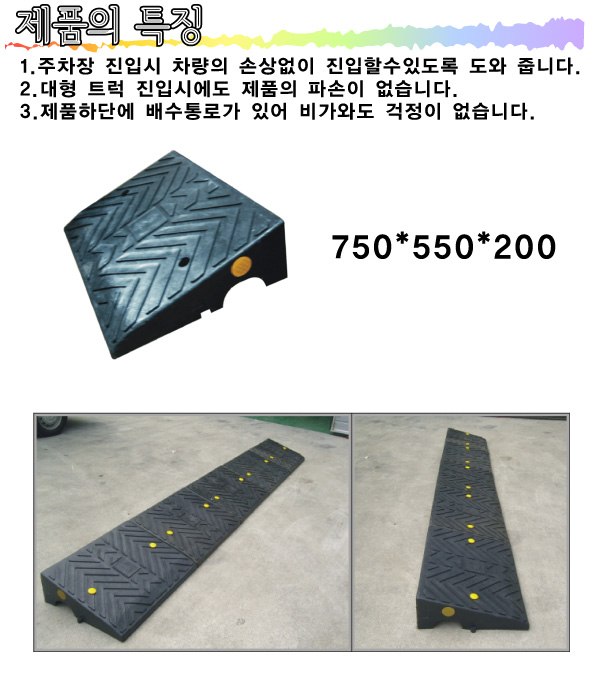 제품의 특징
1.주차장 진입시 차량의 손상없이 진입할수있도록 도와 줍니다.
2.대형 트럭 진입시에도 제품의 파손이 없습니다.
3.제품하단에 배수통로가 있어 비가와도 걱정이 없습니다.
750*550*200